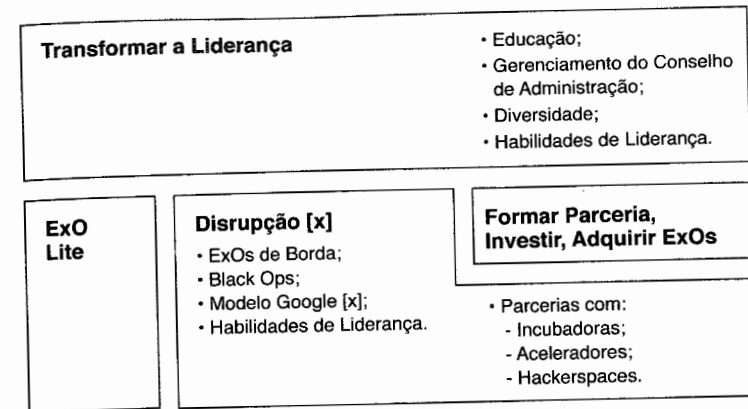 Transformar a Liderança
• Educação;
• Gerenciamento do Conselho
de Administração;
• Diversidade;
• Habilidades de Liderança.
ExO
Lite
Disrupção [x]
• ExOs de Borda;
• Black Ops;
• Modelo Google [x];
• Habilidades de Liderança.
Formar Parceria,
Investir, Adquirir ExOs
• Parcerias com:
- Incubadoras;
- Aceleradores;
- Hackerspaces.